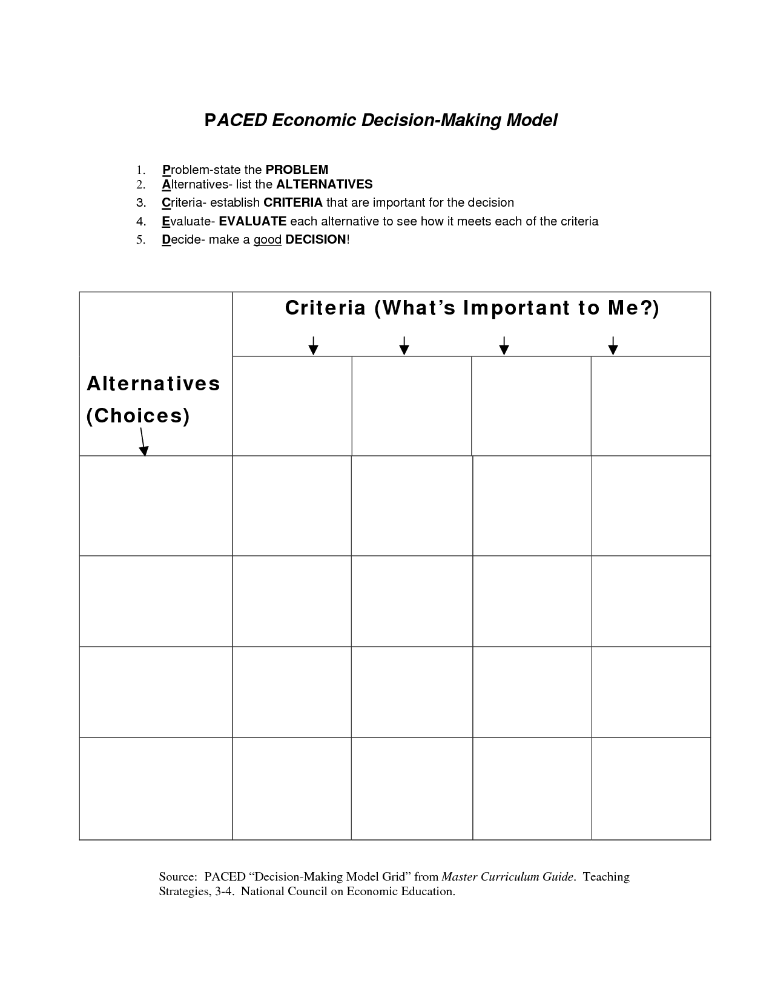 PACED Economic Decision-Making Model
1. Problem-state the PROBLEM
2. Alternatives- list the ALTERNATIVES
3. Criteria- establish CRITERIA that are important for the decision
4. Evaluate- EVALUATE each alternative to see how it meets each of the criteria
5. Decide- make a good DECISION!
Criteria (What’s Important to Me?)
Alternatives
(Choices)
Source:  PACED “Decision-Making Model Grid” from Master Curriculum Guide.  Teaching
Strategies, 3-4.  National Council on Economic Education.